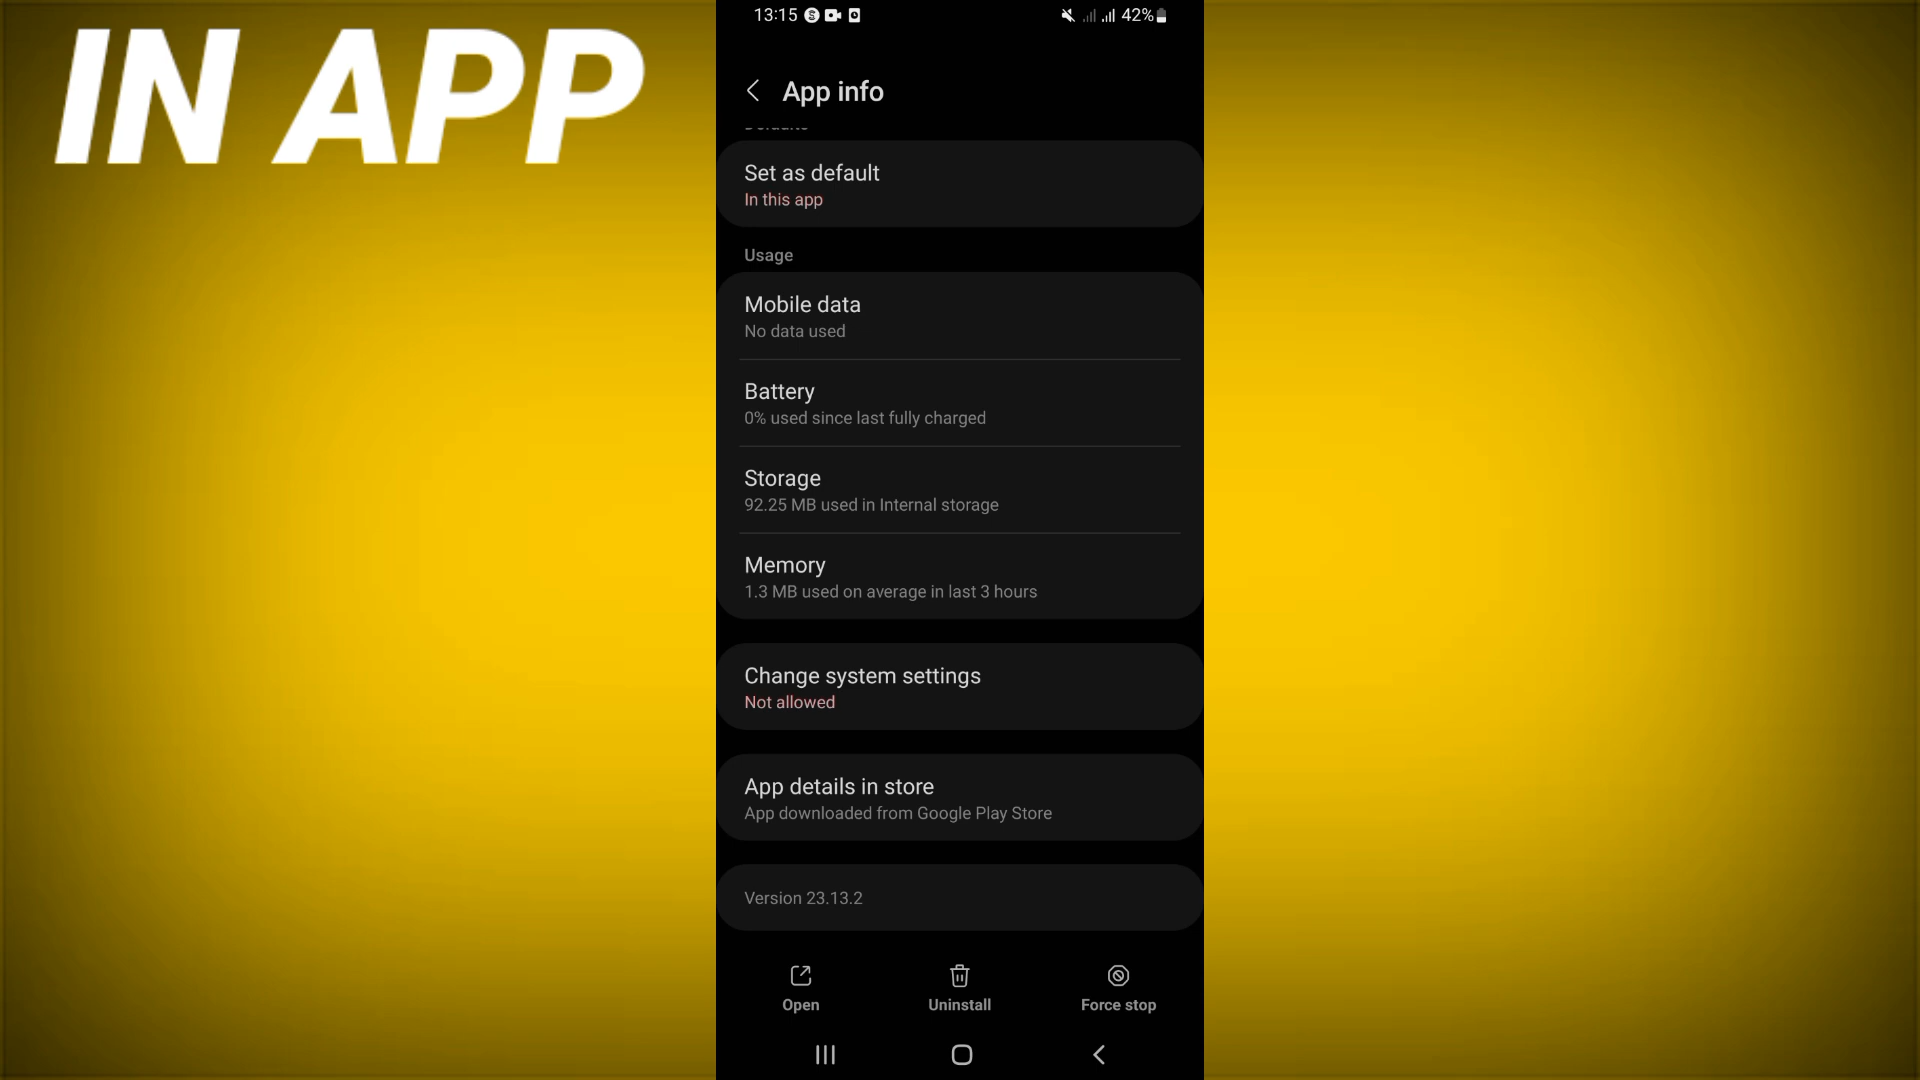 IN APP
13:15
42%
App info
Defaults
Set as default
In this app
Usage
Mobile data
No data used
Battery
0% used since last fully charged
Storage
92.25 MB used in Internal storage
Memory
1.3 MB used on average in last 3 hours
Change system settings
Not allowed
App details in store
App downloaded from Google Play Store
Version 23.13.2
Open
Uninstall
Force stop